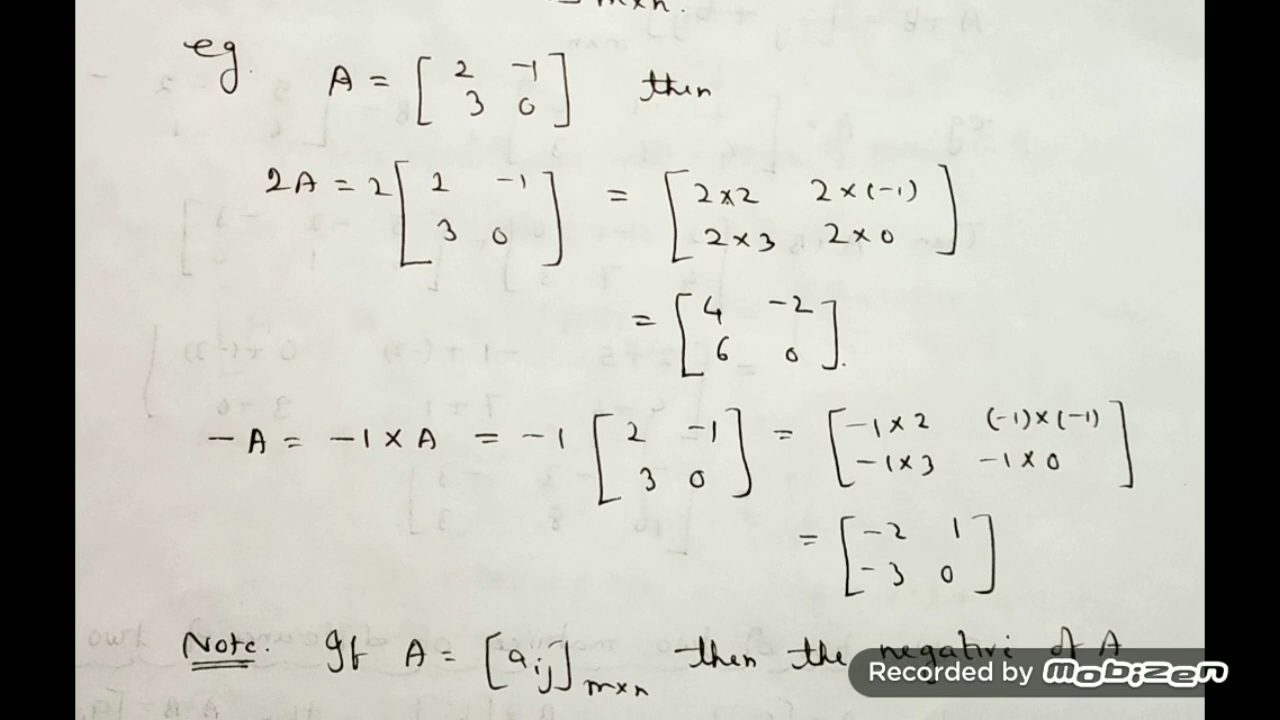 m×n.
eg. A = [ 2 -1 ] then
[ 3 0 ]
2A = 2 [ 2 -1 ] = [ 2×2 2×(-1) ]
[ 3 0 ] [ 2×3 2×0 ]
= [ 4 -2 ]
[ 6 0 ].
-A = -1×A = -1 [ 2 -1 ] = [ -1×2 (-1)×(-1) ]
[ 3 0 ] [ -1×3 -1×0 ]
= [ -2 1 ]
[ -3 0 ]
Note: If A = [aij]m×n then the negative of A
Recorded by mobizen